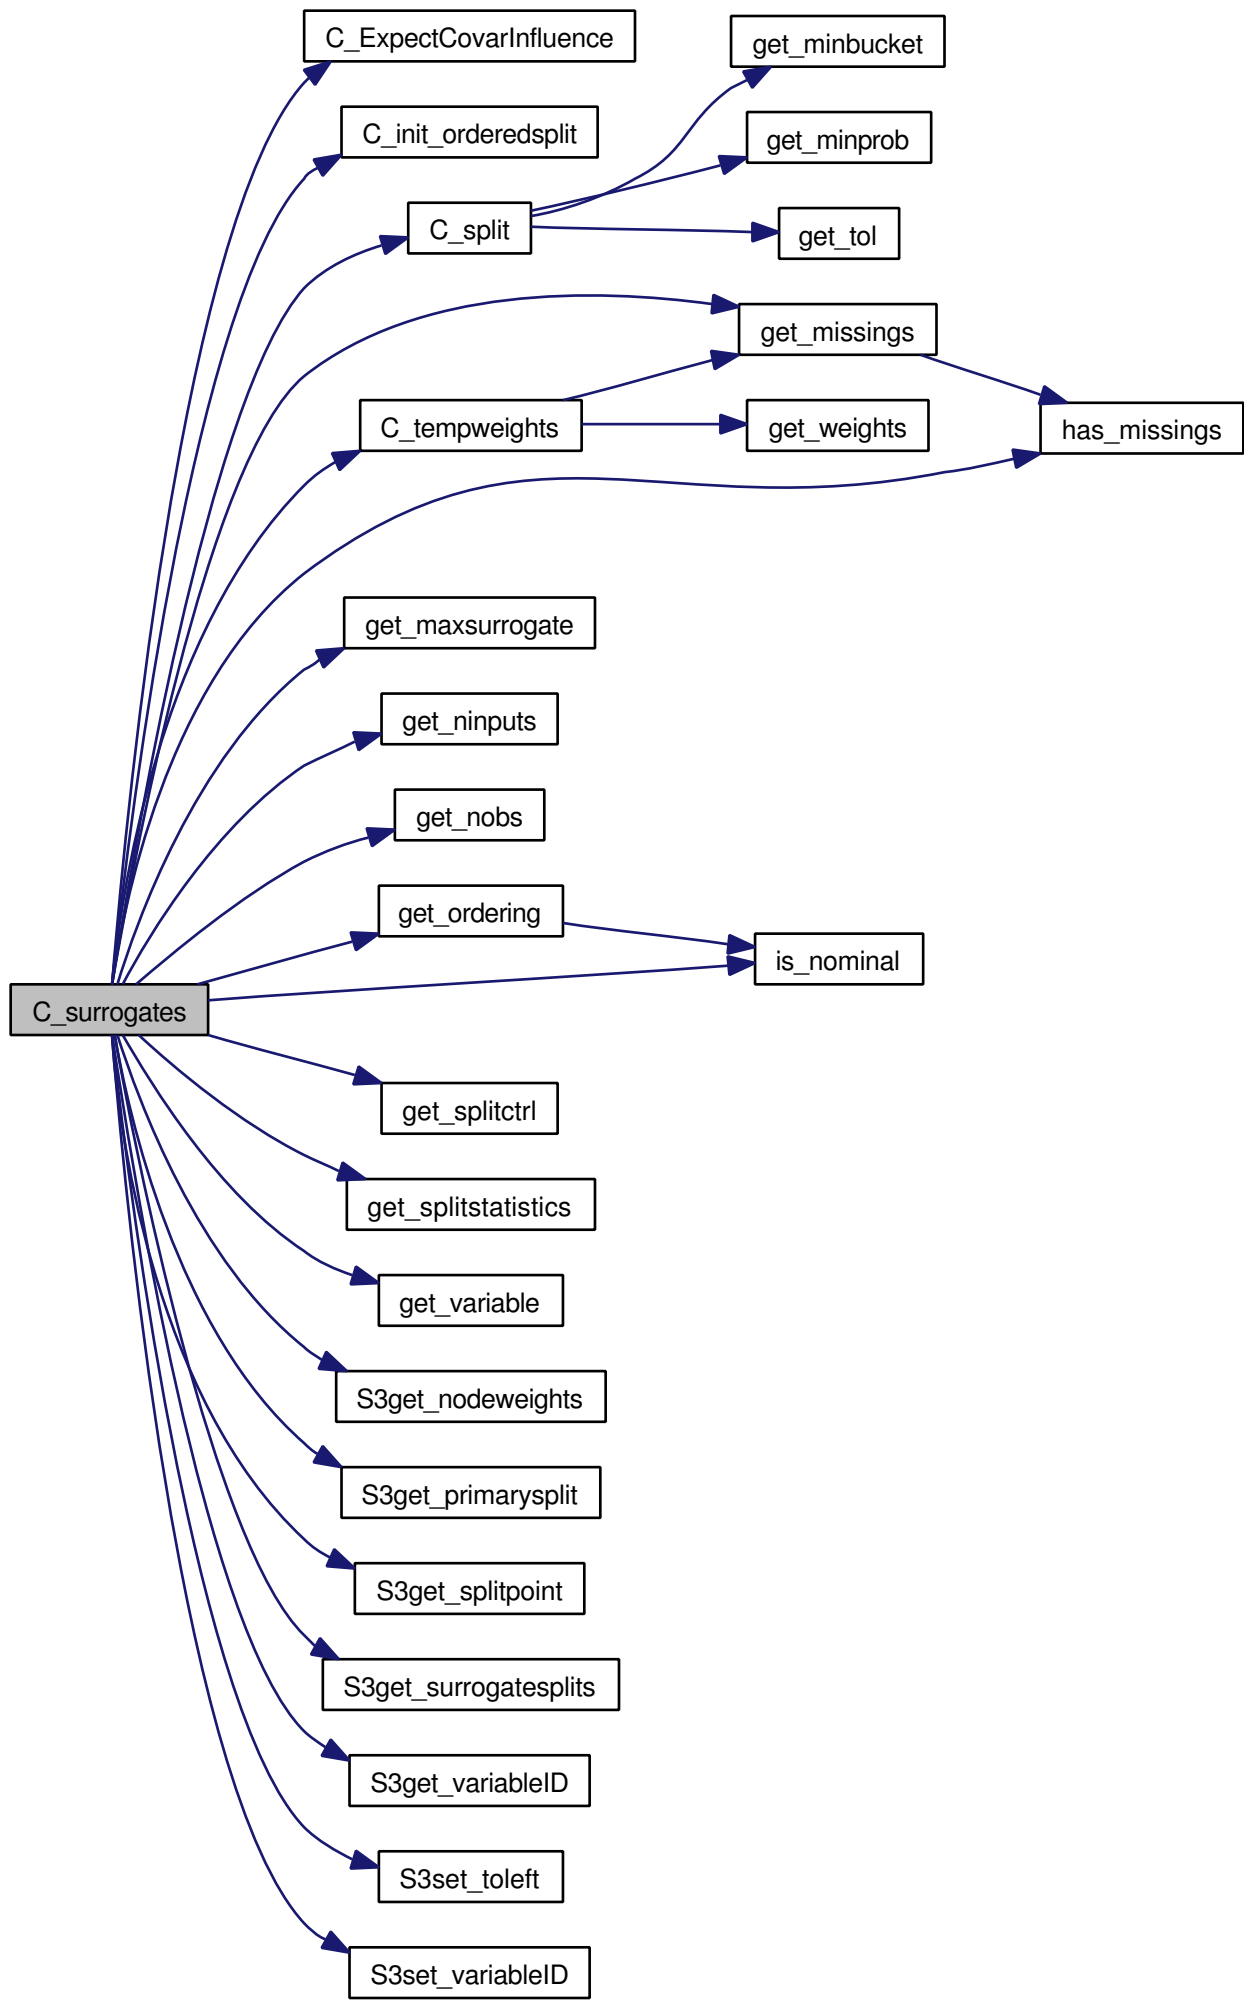 C_ExpectCovarInfluence
get_minbucket
C_init_orderedsplit
get_minprob
C_split
get_tol
get_missings
C_tempweights
get_weights
has_missings
get_maxsurrogate
get_ninputs
get_nobs
get_ordering
is_nominal
C_surrogates
get_splitctrl
get_splitstatistics
get_variable
S3get_nodeweights
S3get_primarysplit
S3get_splitpoint
S3get_surrogatesplits
S3get_variableID
S3set_toleft
S3set_variableID